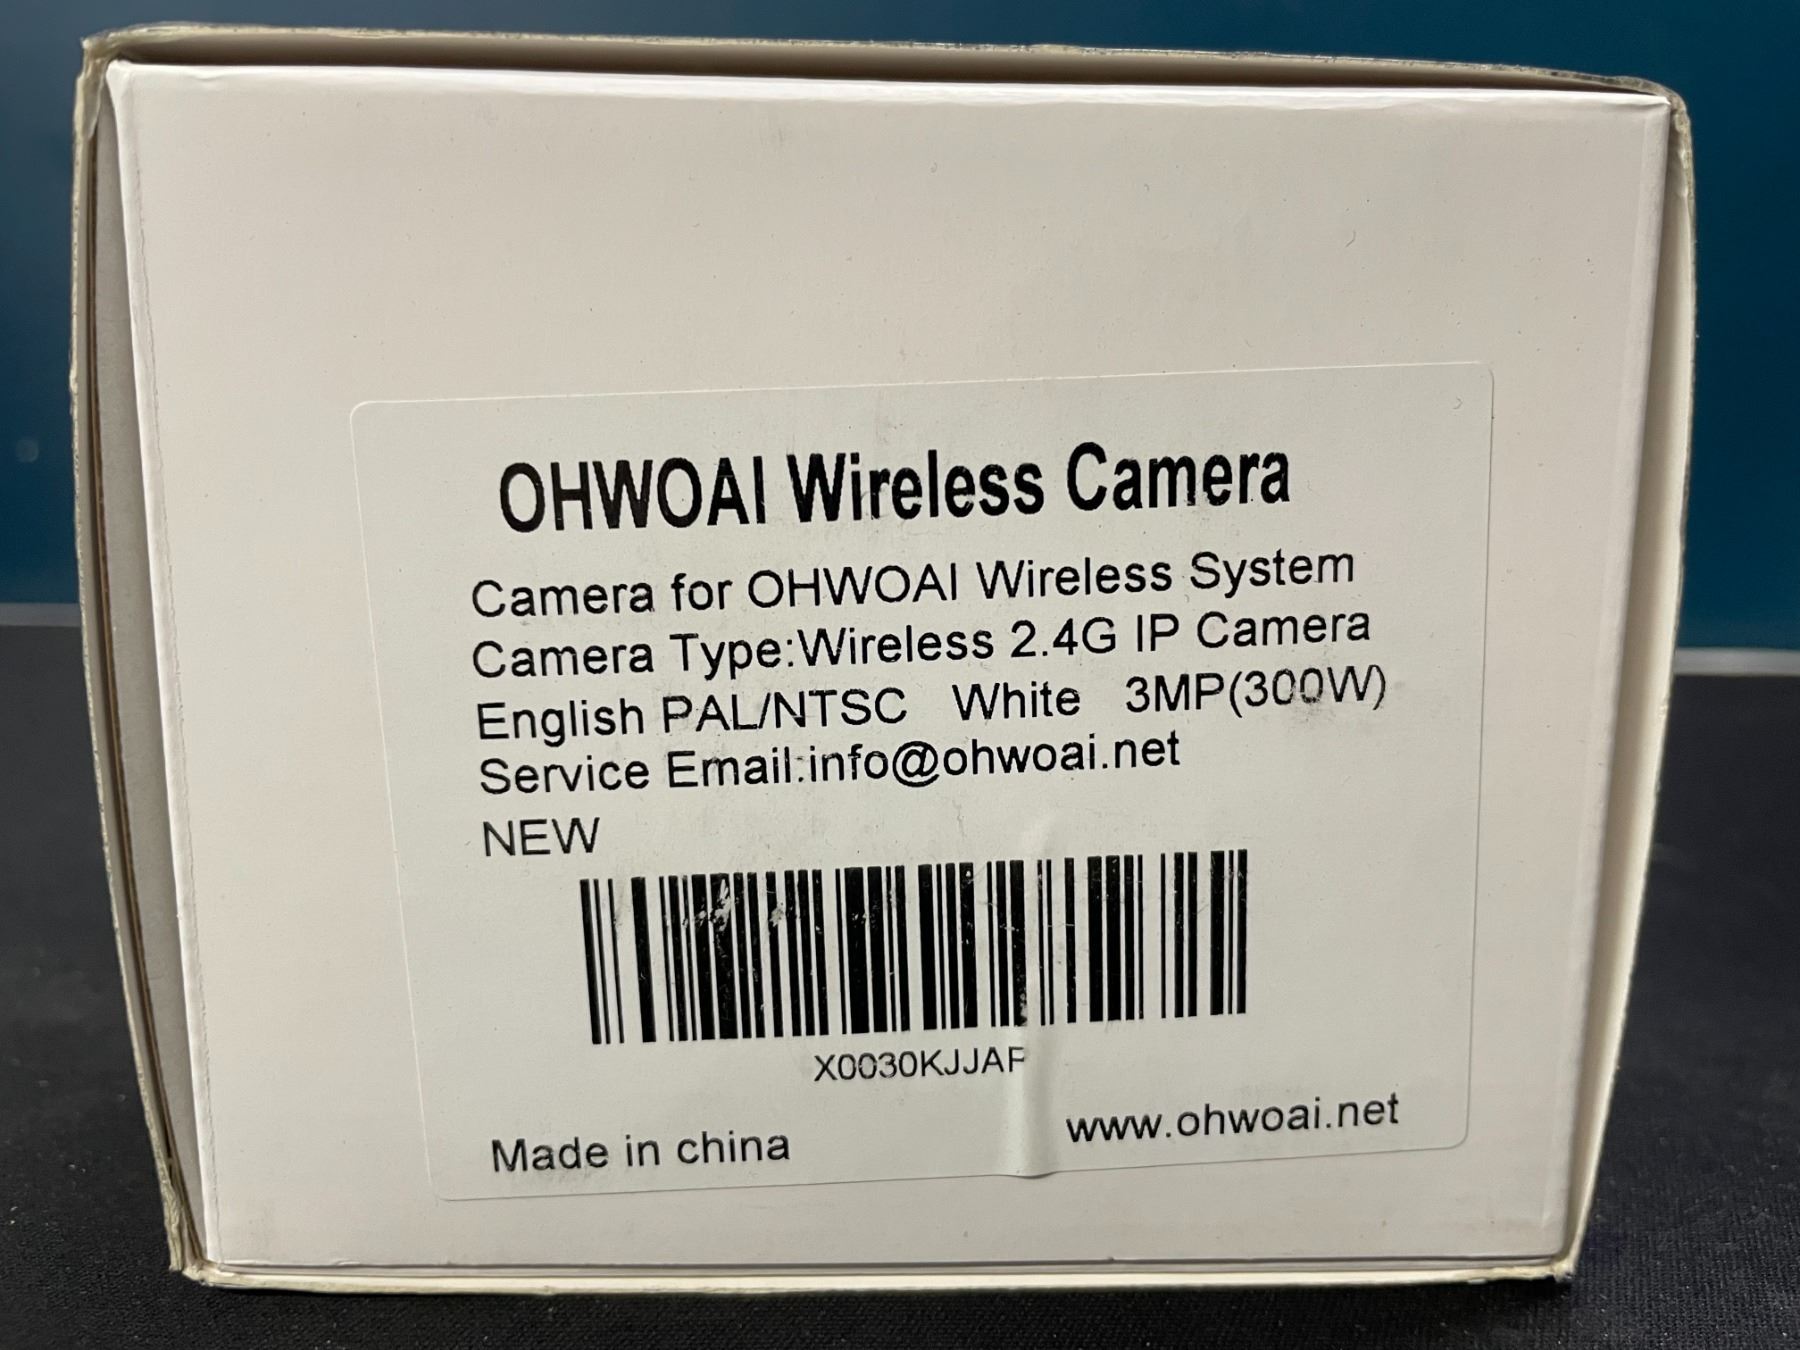 OHWOAI Wireless Camera
Camera for OHWOAI Wireless System
Camera Type:Wireless 2.4G IP Camera
English PAL/NTSC White 3MP(300W)
Service Email:info@ohwoai.net
NEW
X0030KJJAF
Made in china
www.ohwoai.net